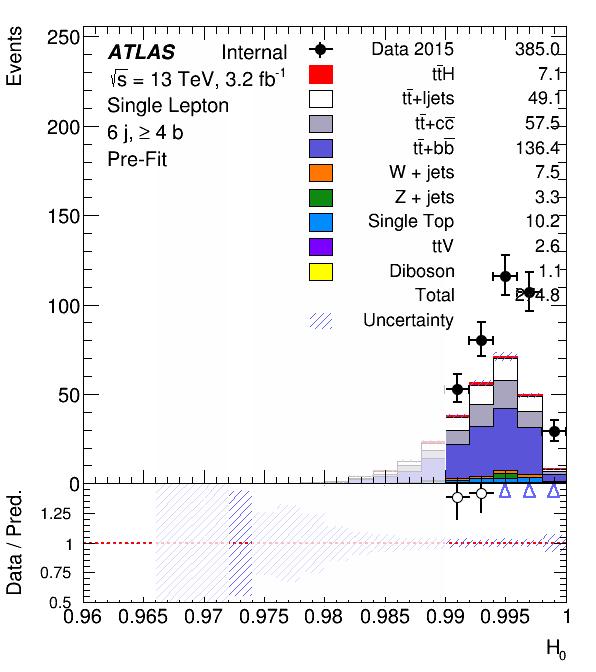 Events
250
200
150
100
50
0
ATLAS Internal
√s = 13 TeV, 3.2 fb⁻¹
Single Lepton
6 j, ≥ 4 b
Pre-Fit
Data 2015 385.0
tt̄H 7.1
tt̄+ljets 49.1
tt̄+cc̄ 57.5
tt̄+bb̄ 136.4
W + jets 7.5
Z + jets 3.3
Single Top 10.2
ttV 2.6
Diboson 1.1
Total
Uncertainty
Data / Pred.
1.25
1
0.75
0.5
0.96 0.965 0.97 0.975 0.98 0.985 0.99 0.995 1
H₀